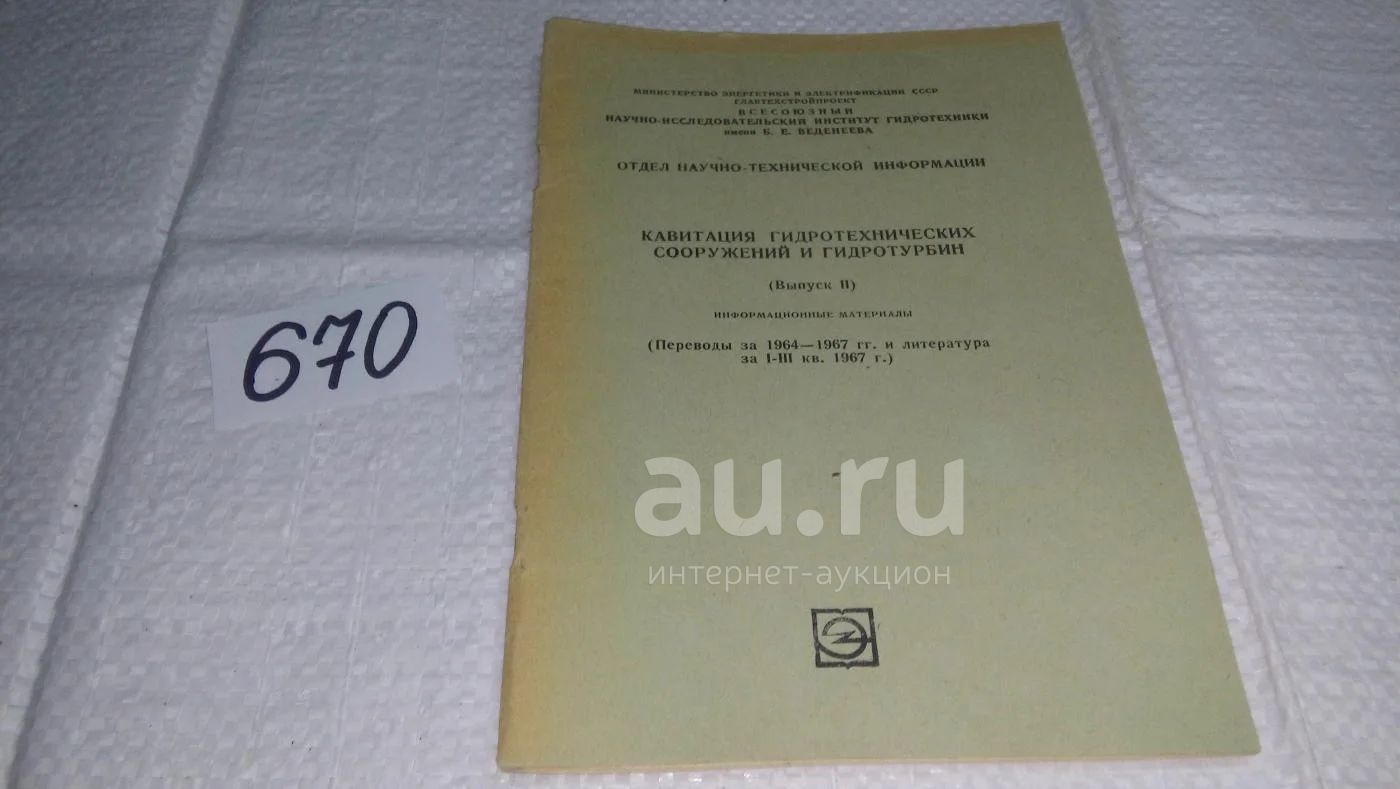 МИНИСТЕРСТВО ЭНЕРГЕТИКИ И ЭЛЕКТРИФИКАЦИИ СССР
ГЛАВТЕХСТРОЙПРОЕКТ
ВСЕСОЮЗНЫЙ
НАУЧНО-ИССЛЕДОВАТЕЛЬСКИЙ ИНСТИТУТ ГИДРОТЕХНИКИ
имени Б. Е. ВЕДЕНЕЕВА
ОТДЕЛ НАУЧНО-ТЕХНИЧЕСКОЙ ИНФОРМАЦИИ
КАВИТАЦИЯ ГИДРОТЕХНИЧЕСКИХ
СООРУЖЕНИЙ И ГИДРОТУРБИН
(Выпуск II)
ИНФОРМАЦИОННЫЕ МАТЕРИАЛЫ
(Переводы за 1964—1967 гг. и литература
за I-III кв. 1967 г.)
670
au.ru
интернет-аукцион